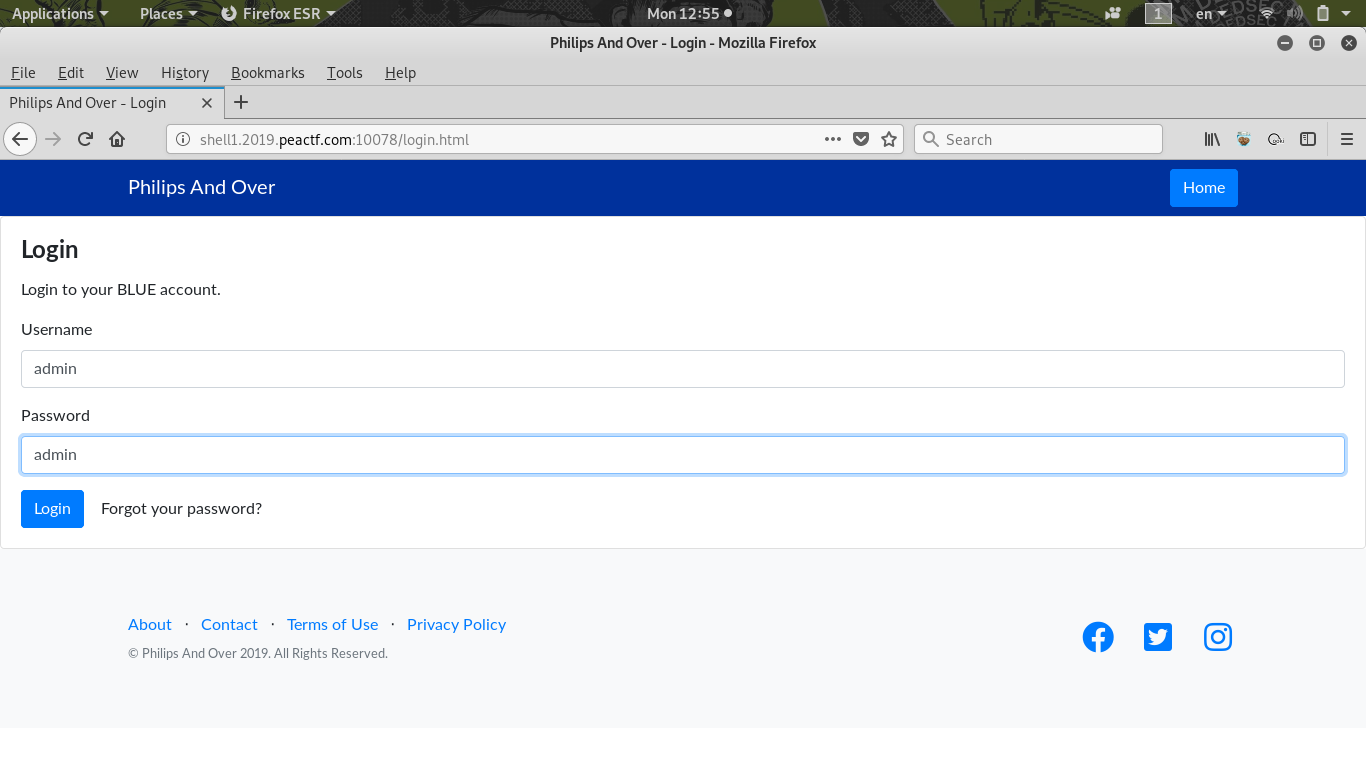 Applications Places Firefox ESR Mon 12:55 1 en
Philips And Over - Login - Mozilla Firefox
File Edit View History Bookmarks Tools Help
Philips And Over - Login
shell1.2019.peactf.com:10078/login.html Search
Philips And Over Home
Login
Login to your BLUE account.
Username
admin
Password
admin
Login Forgot your password?
About · Contact · Terms of Use · Privacy Policy
© Philips And Over 2019. All Rights Reserved.